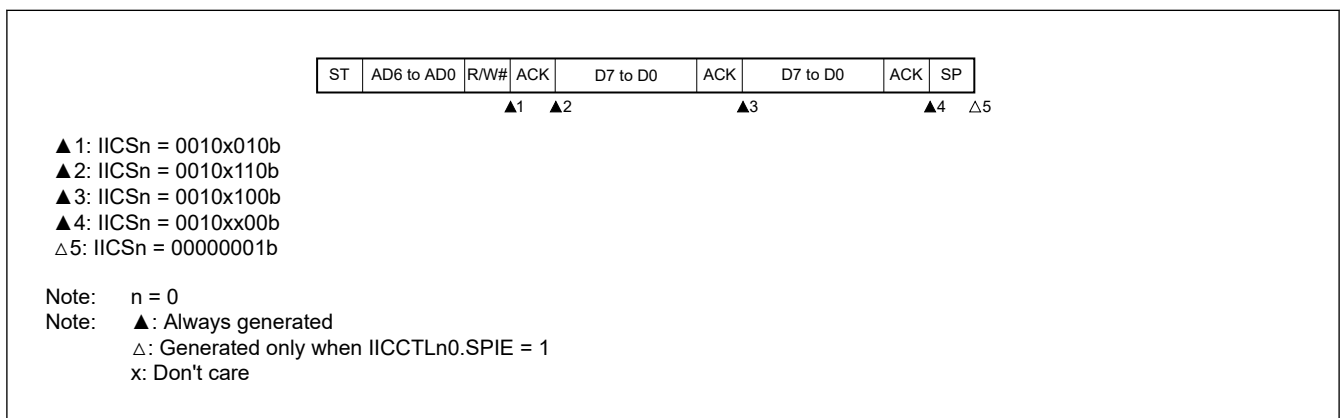 ST AD6 to AD0 R/W# ACK D7 to D0 ACK D7 to D0 ACK SP
▲1 ▲2 ▲3 ▲4 △5
▲1: IICSn = 0010x010b
▲2: IICSn = 0010x110b
▲3: IICSn = 0010x100b
▲4: IICSn = 0010xx00b
△5: IICSn = 00000001b
Note: n = 0
Note: ▲: Always generated
△: Generated only when IICCTLn0.SPIE = 1
x: Don't care